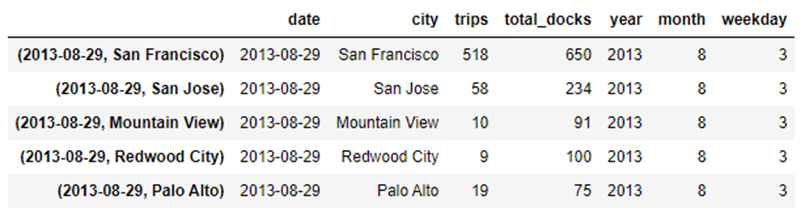 date city trips total_docks year month weekday
(2013-08-29, San Francisco) 2013-08-29 San Francisco 518 650 2013 8 3
(2013-08-29, San Jose) 2013-08-29 San Jose 58 234 2013 8 3
(2013-08-29, Mountain View) 2013-08-29 Mountain View 10 91 2013 8 3
(2013-08-29, Redwood City) 2013-08-29 Redwood City 9 100 2013 8 3
(2013-08-29, Palo Alto) 2013-08-29 Palo Alto 19 75 2013 8 3